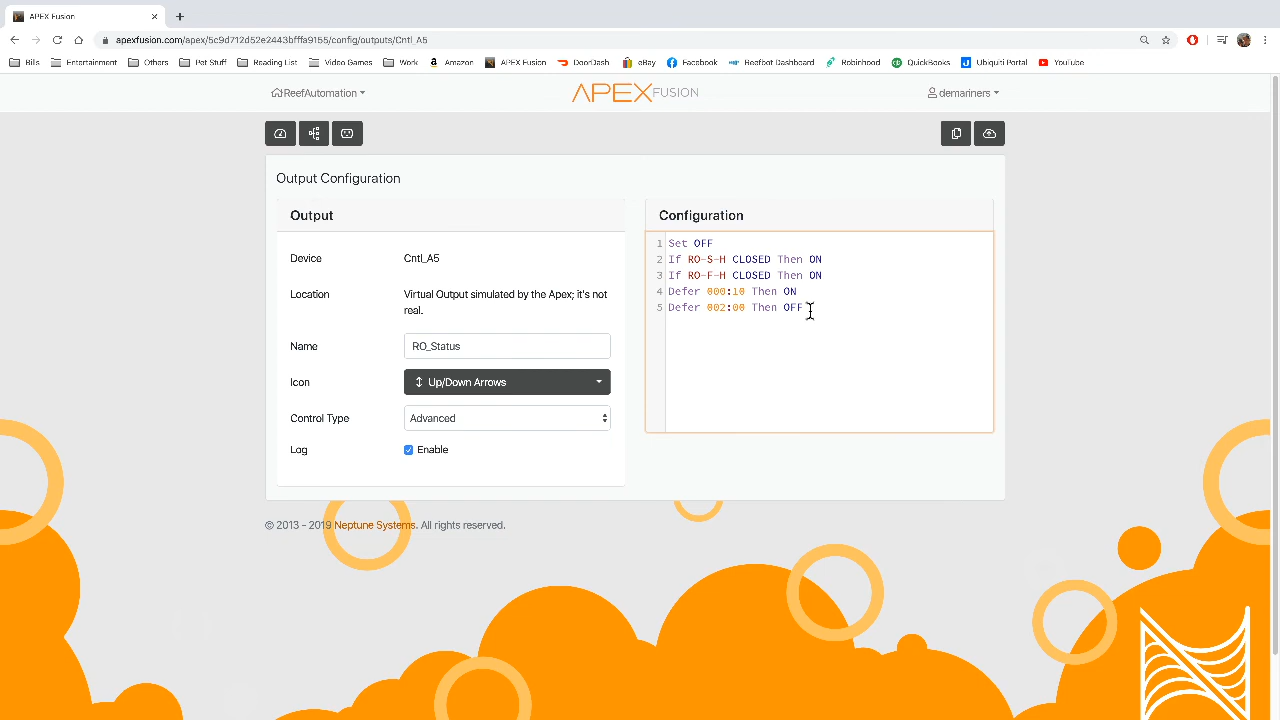 APEX Fusion
apexfusion.com/apex/5c9d712d52e2443bfffa9155/config/outputs/Cntl_A5
Bills Entertainment Others Pet Stuff Reading List Video Games Work Amazon APEX Fusion DoorDash eBay Facebook Reefbot Dashboard Robinhood QuickBooks Ubiquiti Portal YouTube
ReefAutomation APEXFUSION demariners
Output Configuration
Output
Device Cntl_A5
Location Virtual Output simulated by the Apex; it's not
real.
Name RO_Status
Icon Up/Down Arrows
Control Type Advanced
Log Enable
Configuration
1 Set OFF
2 If RO-S-H CLOSED Then ON
3 If RO-F-H CLOSED Then ON
4 Defer 000:10 Then ON
5 Defer 002:00 Then OFF
© 2013 - 2019 Neptune Systems. All rights reserved.